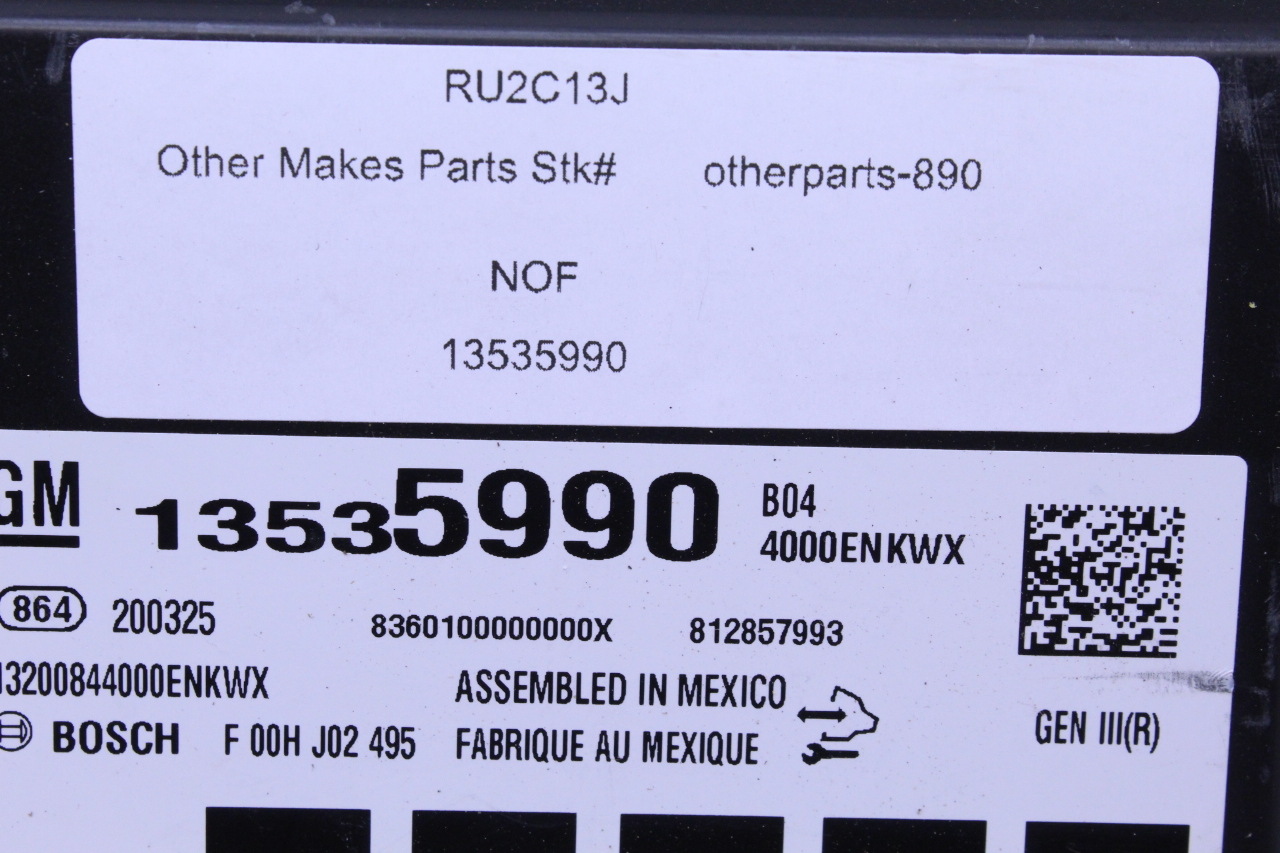 RU2C13J
Other Makes Parts Stk# otherparts-890
NOF
13535990
GM 13535990 B04
4000ENKWX
864 200325 8360100000000X 812857993
13200844000ENKWX ASSEMBLED IN MEXICO
BOSCH F 00H J02 495 FABRIQUE AU MEXIQUE GEN III(R)